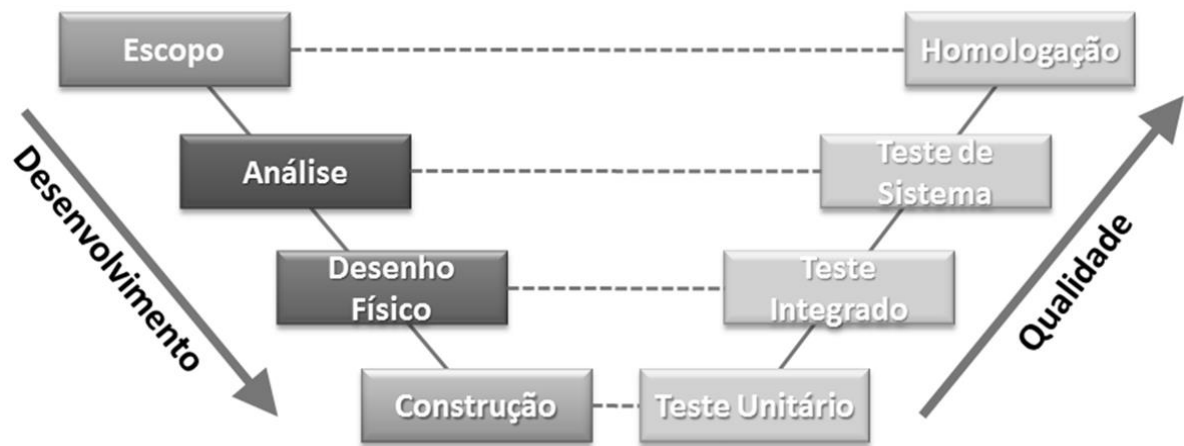 Escopo
Homologação
Análise
Teste de
Sistema
Desenvolvimento
Desenho
Físico
Teste
Integrado
Qualidade
Construção
Teste Unitário